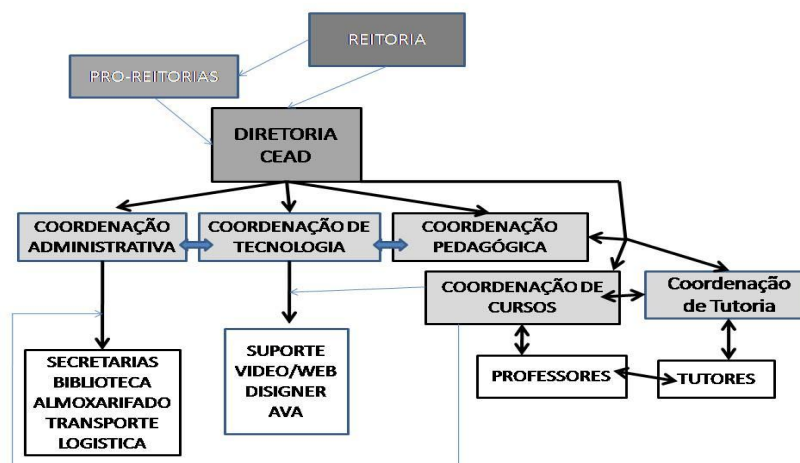 REITORIA
PRO-REITORIAS
DIRETORIA
CEAD
COORDENAÇÃO
ADMINISTRATIVA
COORDENAÇÃO DE
TECNOLOGIA
COORDENAÇÃO
PEDAGÓGICA
COORDENAÇÃO DE
CURSOS
Coordenação
de Tutoria
SECRETARIAS
BIBLIOTECA
ALMOXARIFADO
TRANSPORTE
LOGISTICA
SUPORTE
VIDEO/WEB
DISIGNER
AVA
PROFESSORES
TUTORES